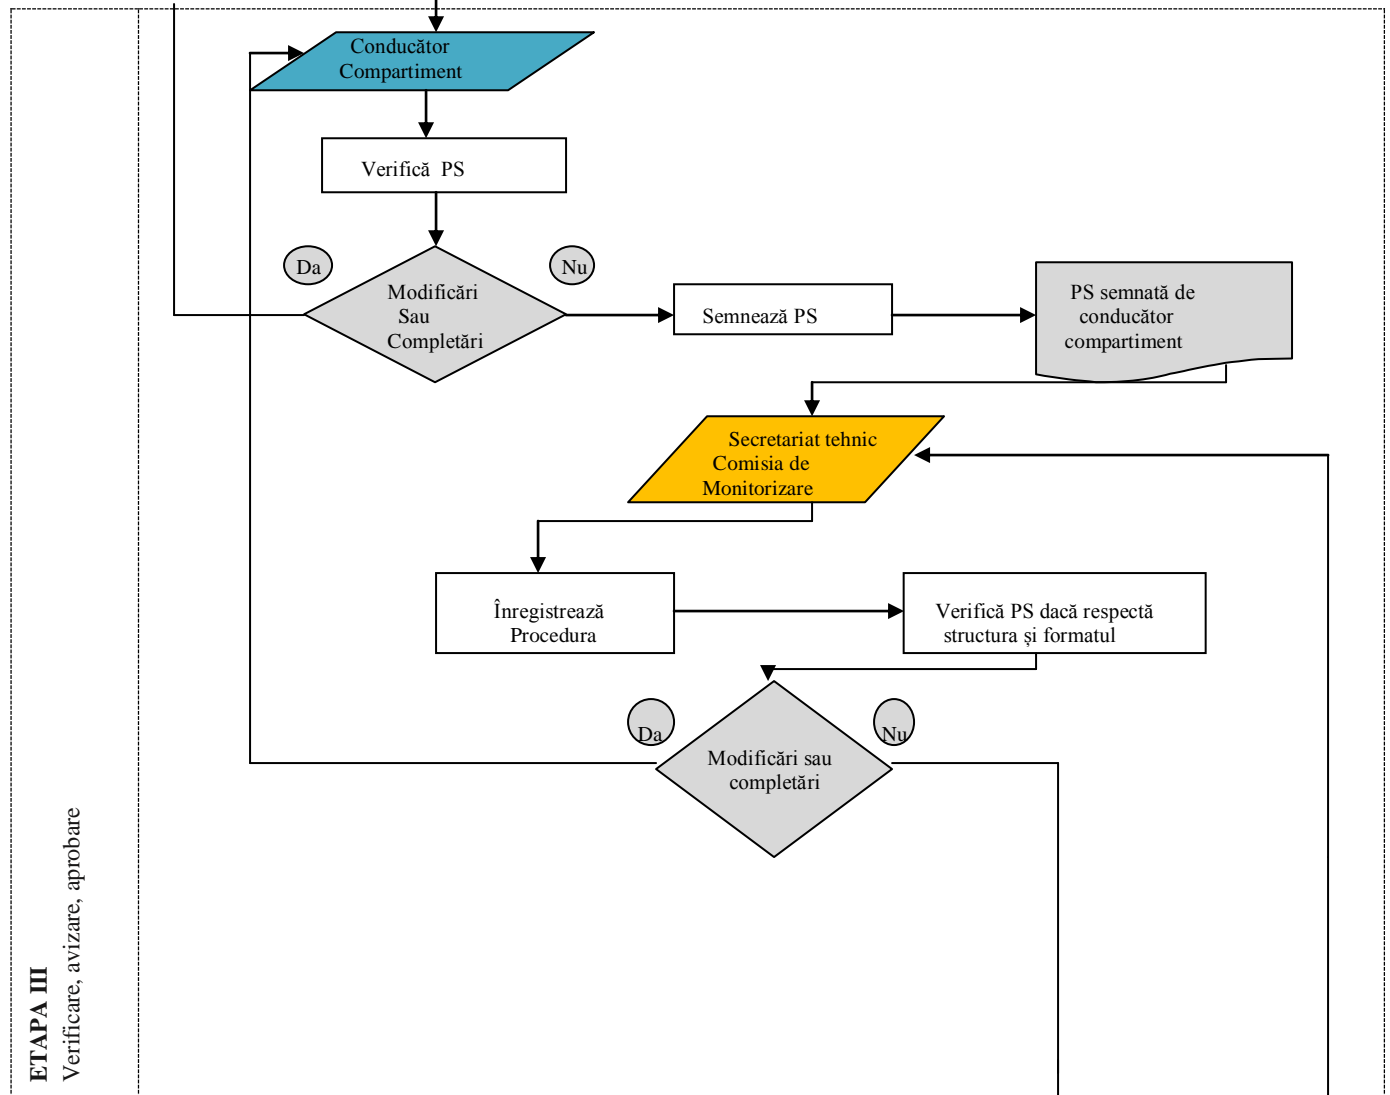 Conducător
Compartiment
Verifică PS
Da
Nu
Modificări
Sau
Completări
Semnează PS
PS semnată de
conducător
compartiment
Secretariat tehnic
Comisia de
Monitorizare
Înregistrează
Procedura
Verifică PS dacă respectă
structura și formatul
Da
Nu
Modificări sau
completări
ETAPA III
Verificare, avizare, aprobare